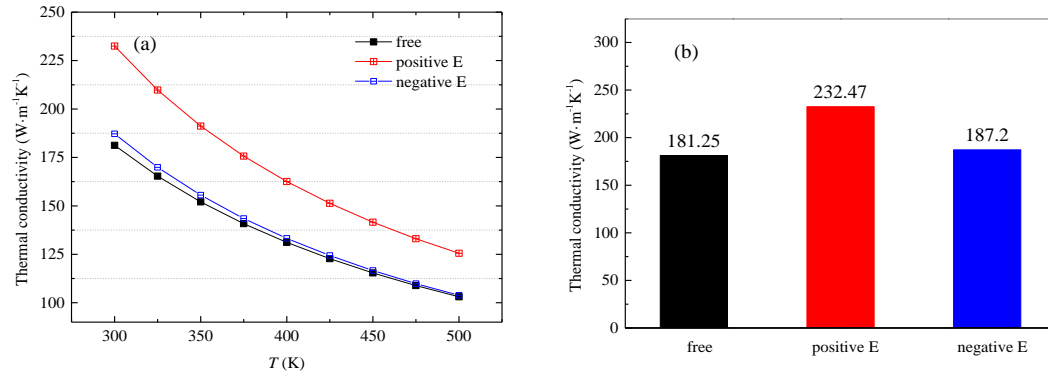 (a)
free
positive E
negative E
Thermal conductivity (W·m⁻¹K⁻¹)
250
225
200
175
150
125
100
300
350
400
450
500
T (K)
(b)
Thermal conductivity (W·m⁻¹K⁻¹)
300
250
200
150
100
50
0
181.25
232.47
187.2
free
positive E
negative E